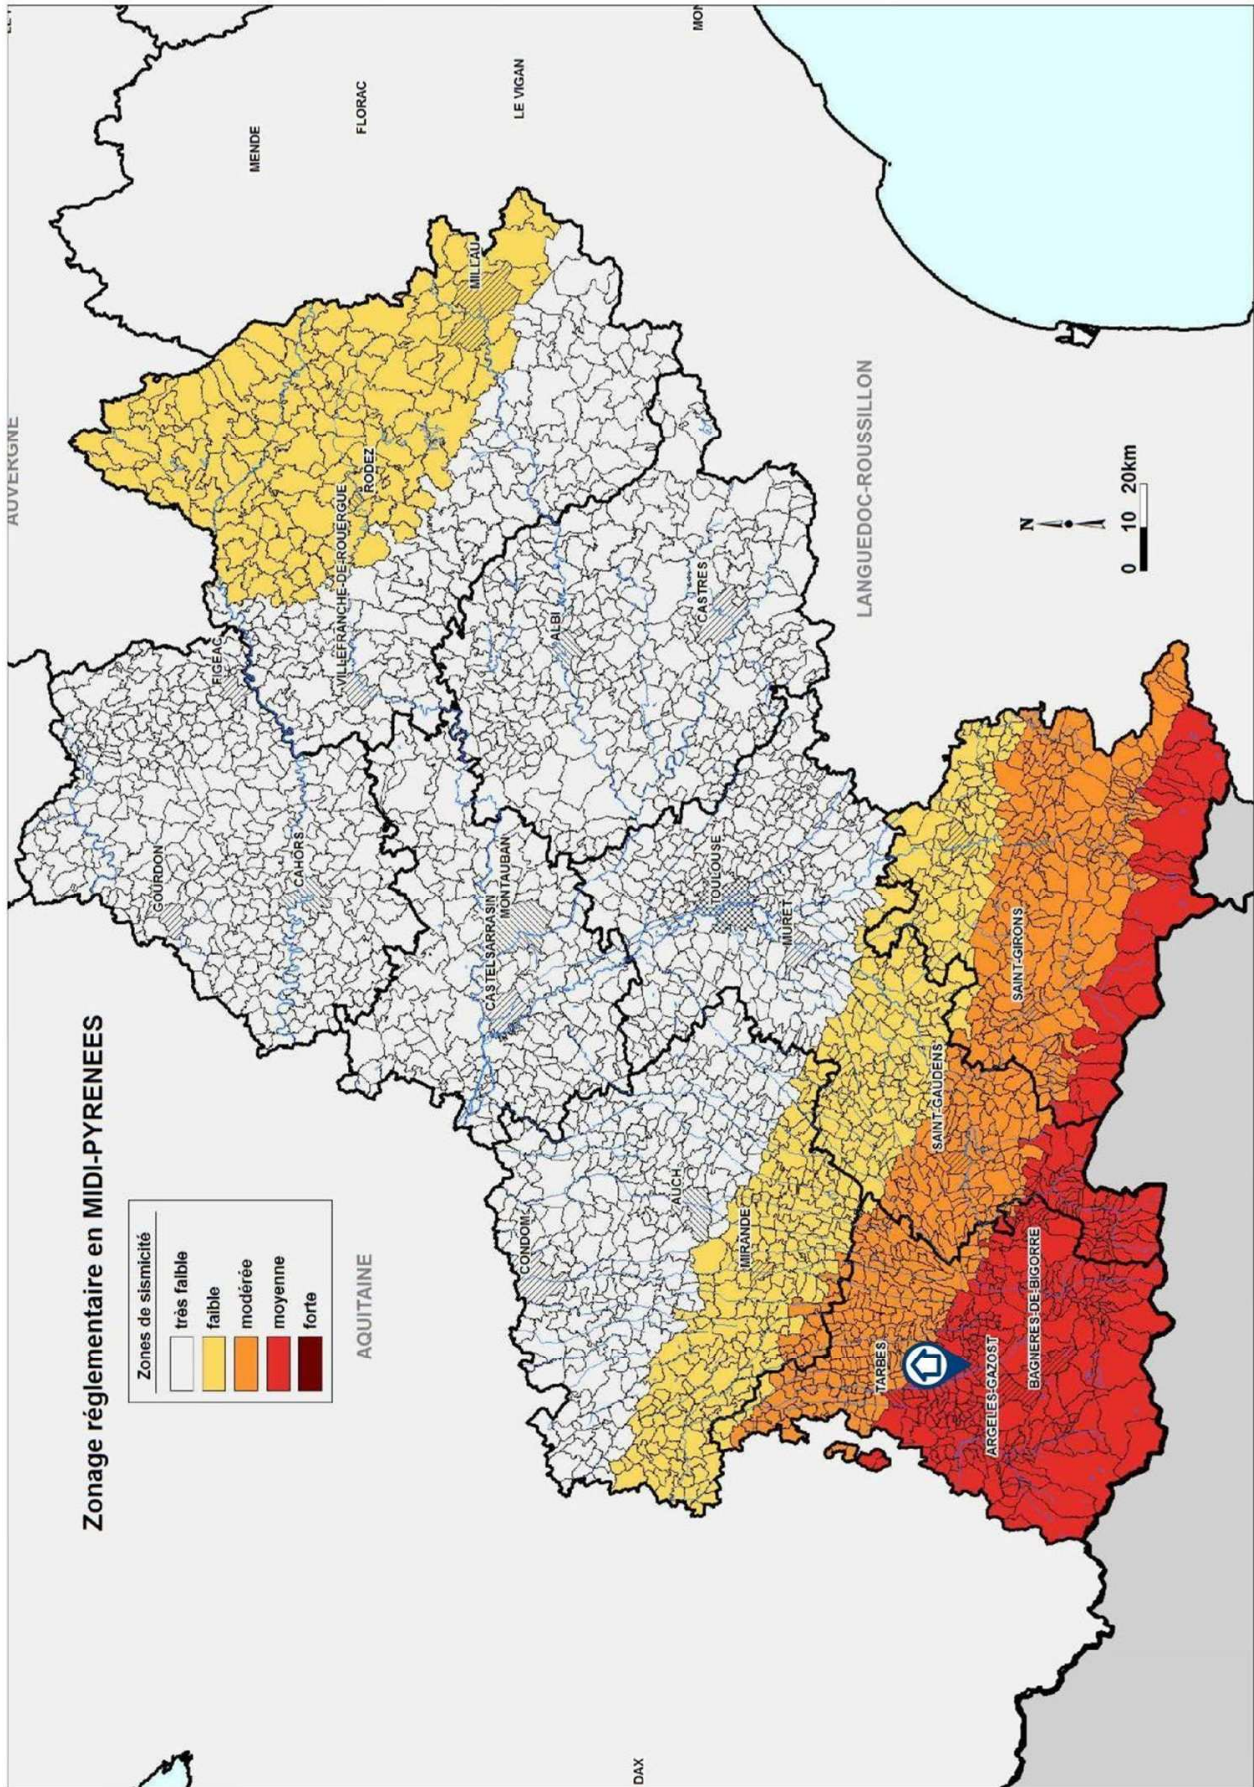 Zonage réglementaire en MIDI-PYRENEES
Zones de sismicité
très faible
faible
modérée
moyenne
forte
AUVERGNE
AQUITAINE
LANGUEDOC-ROUSSILLON
MENDE
FLORAC
LE VIGAN
GOURDON
FIGEAC
CAHORS
VILLEFRANCHE-DE-ROUERGUE
RODEZ
MILLAU
CASTELSARRASIN
MONTAUBAN
ALBI
CASTRES
CONDOM
AUCH
MIRANDE
TOULOUSE
MURET
TARBES
ARGELES-GAZOST
BAGNERES-DE-BIGORRE
SAINT-GAUDENS
SAINT-GIRONS
DAX
MON
N
0 10 20km